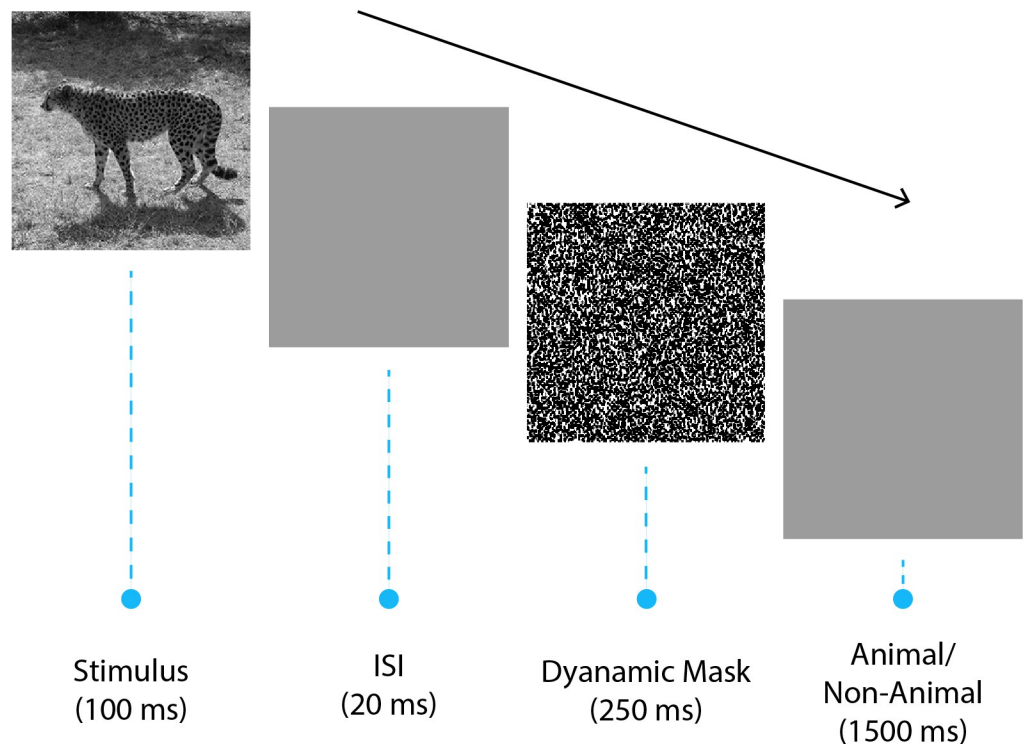 Stimulus
(100 ms)
ISI
(20 ms)
Dyanamic Mask
(250 ms)
Animal/
Non-Animal
(1500 ms)